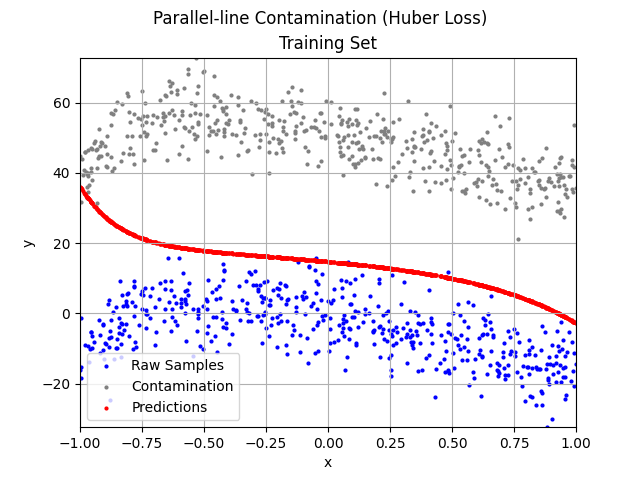 Parallel-line Contamination (Huber Loss)
Training Set
60
40
20
0
−20
y
Raw Samples
Contamination
Predictions
−1.00 −0.75 −0.50 −0.25 0.00 0.25 0.50 0.75 1.00
x